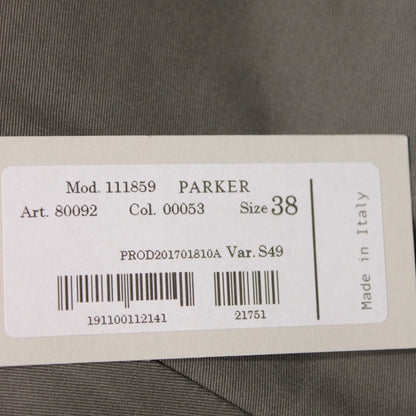 Mod. 111859 PARKER
Art. 80092 Col. 00053 Size 38
PROD201701810A Var. S49
191100112141 21751
Made in Italy